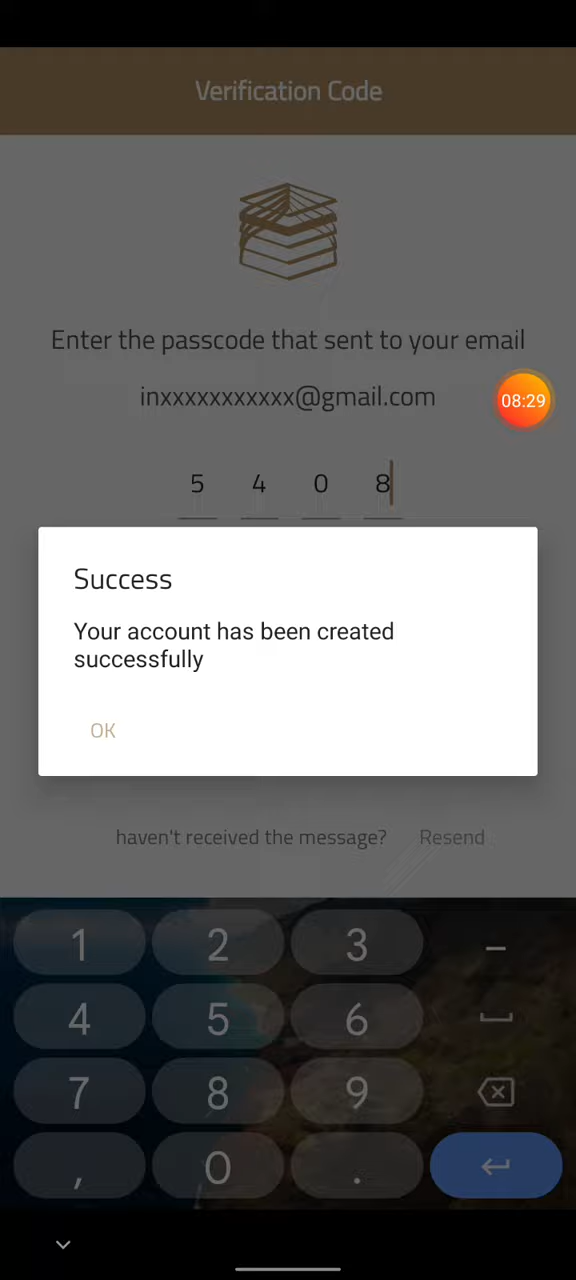 Verification Code
Enter the passcode that sent to your email
inxxxxxxxxxxx@gmail.com
08:29
5 4 0 8
Success
Your account has been created
successfully
OK
haven't received the message? Resend
1 2 3 –
4 5 6
7 8 9
, 0 .